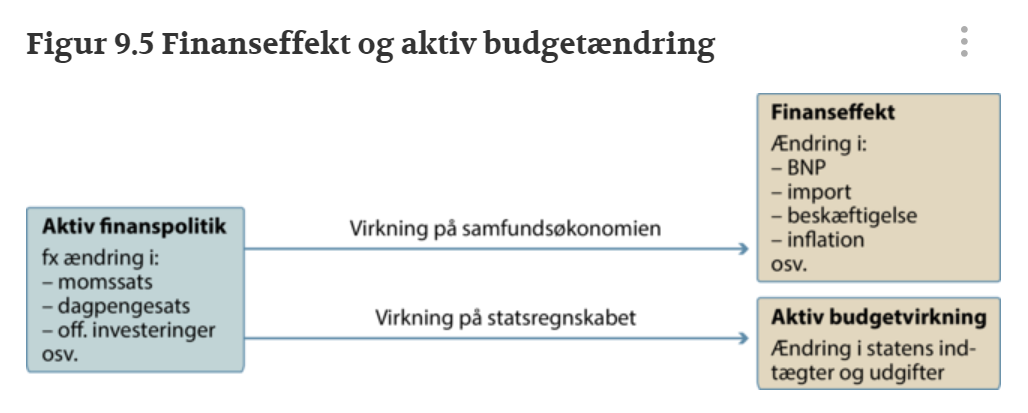 Figur 9.5 Finanseffekt og aktiv budgetændring
Aktiv finanspolitik
fx ændring i:
– momssats
– dagpengesats
– off. investeringer
osv.
Virkning på samfundsøkonomien
Virkning på statsregnskabet
Finanseffekt
Ændring i:
– BNP
– import
– beskæftigelse
– inflation
osv.
Aktiv budgetvirkning
Ændring i statens ind-
tægter og udgifter